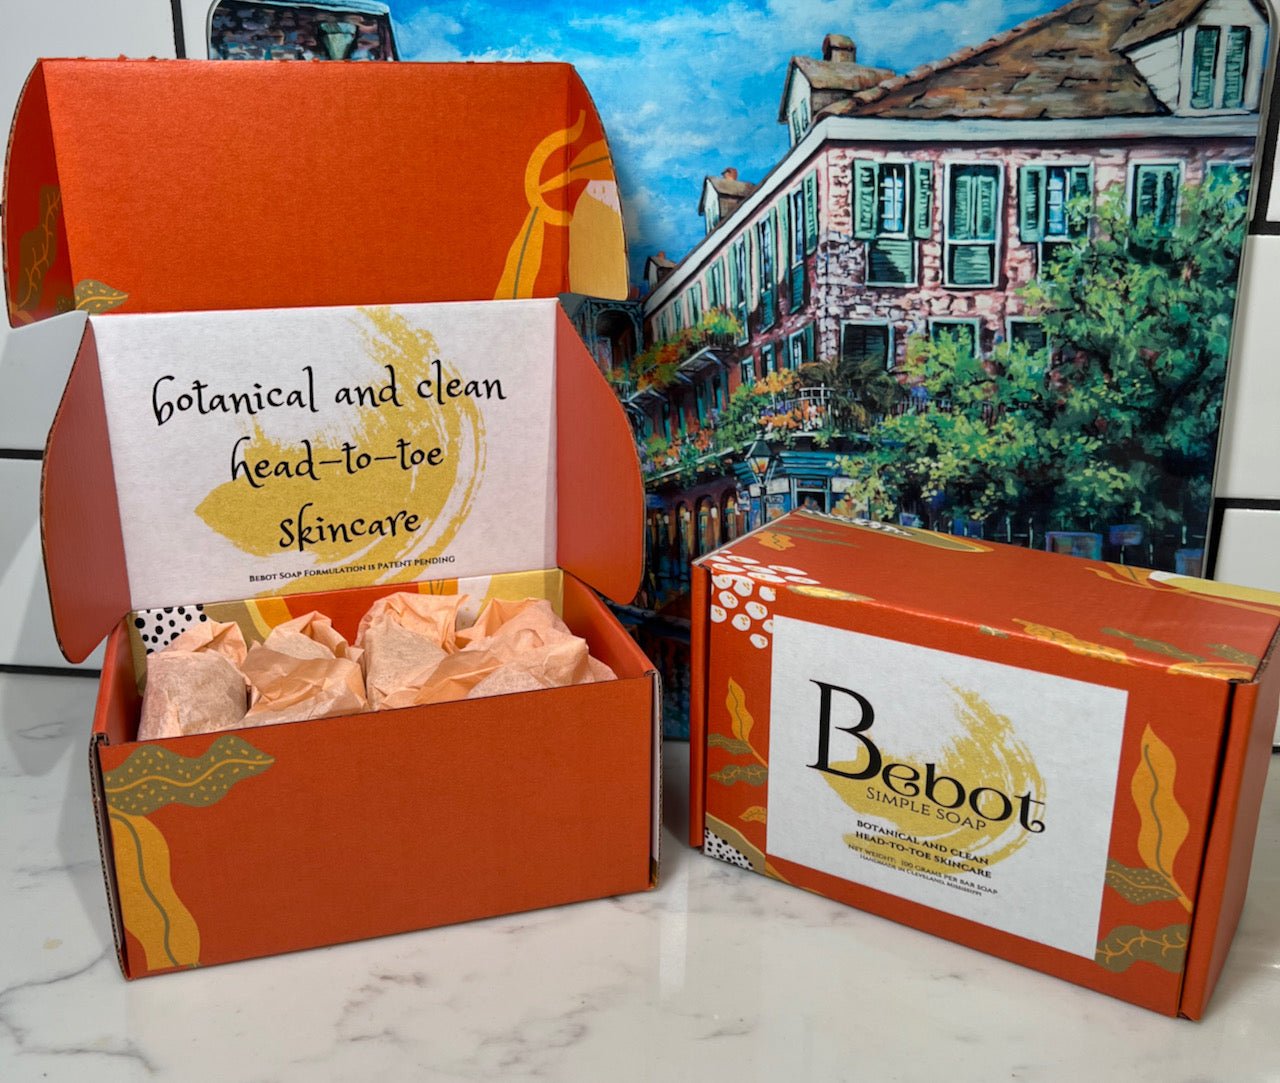 botanical and clean
head-to-toe
skincare
Bebot Soap Formulation is PATENT PENDING
Bebot
SIMPLE SOAP
BOTANICAL AND CLEAN
HEAD-TO-TOE SKINCARE
NET WEIGHT: 100 GRAMS PER BAR SOAP
HANDMADE IN CLEVELAND, MISSISSIPPI